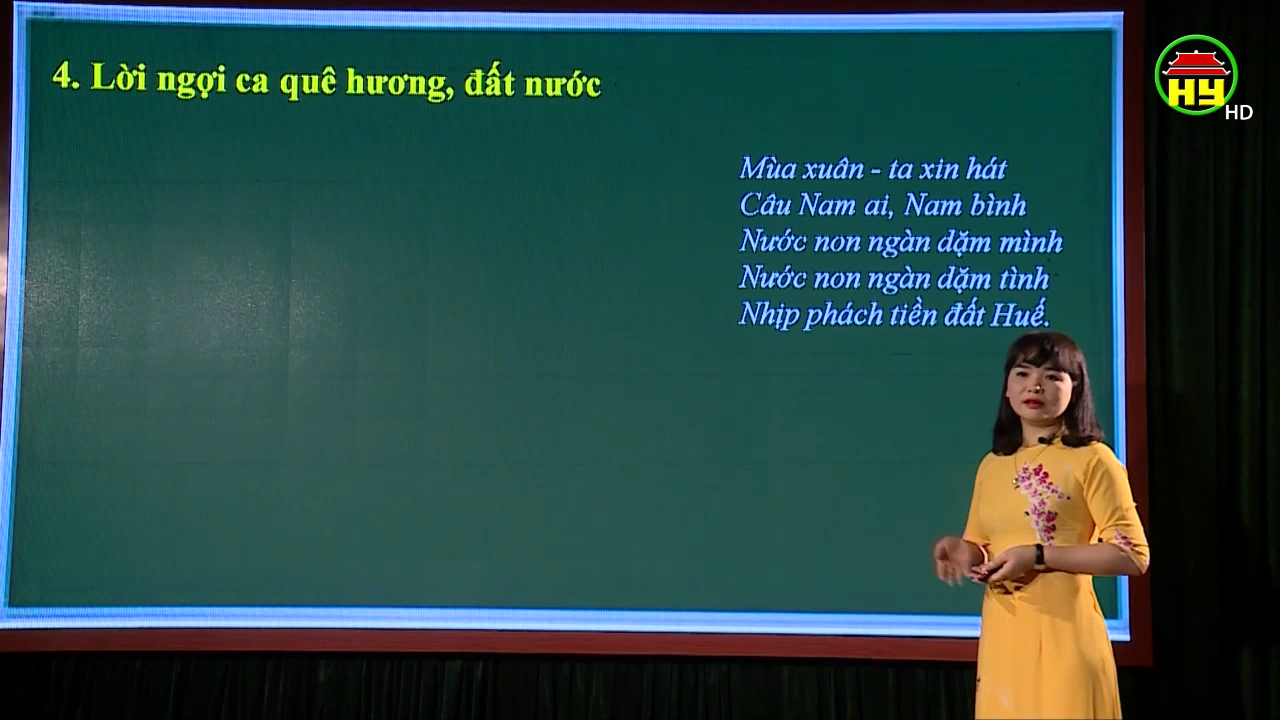 4. Lời ngợi ca quê hương, đất nước
Mùa xuân - ta xin hát
Câu Nam ai, Nam bình
Nước non ngàn dặm mình
Nước non ngàn dặm tình
Nhịp phách tiền đất Huế.
HY
HD